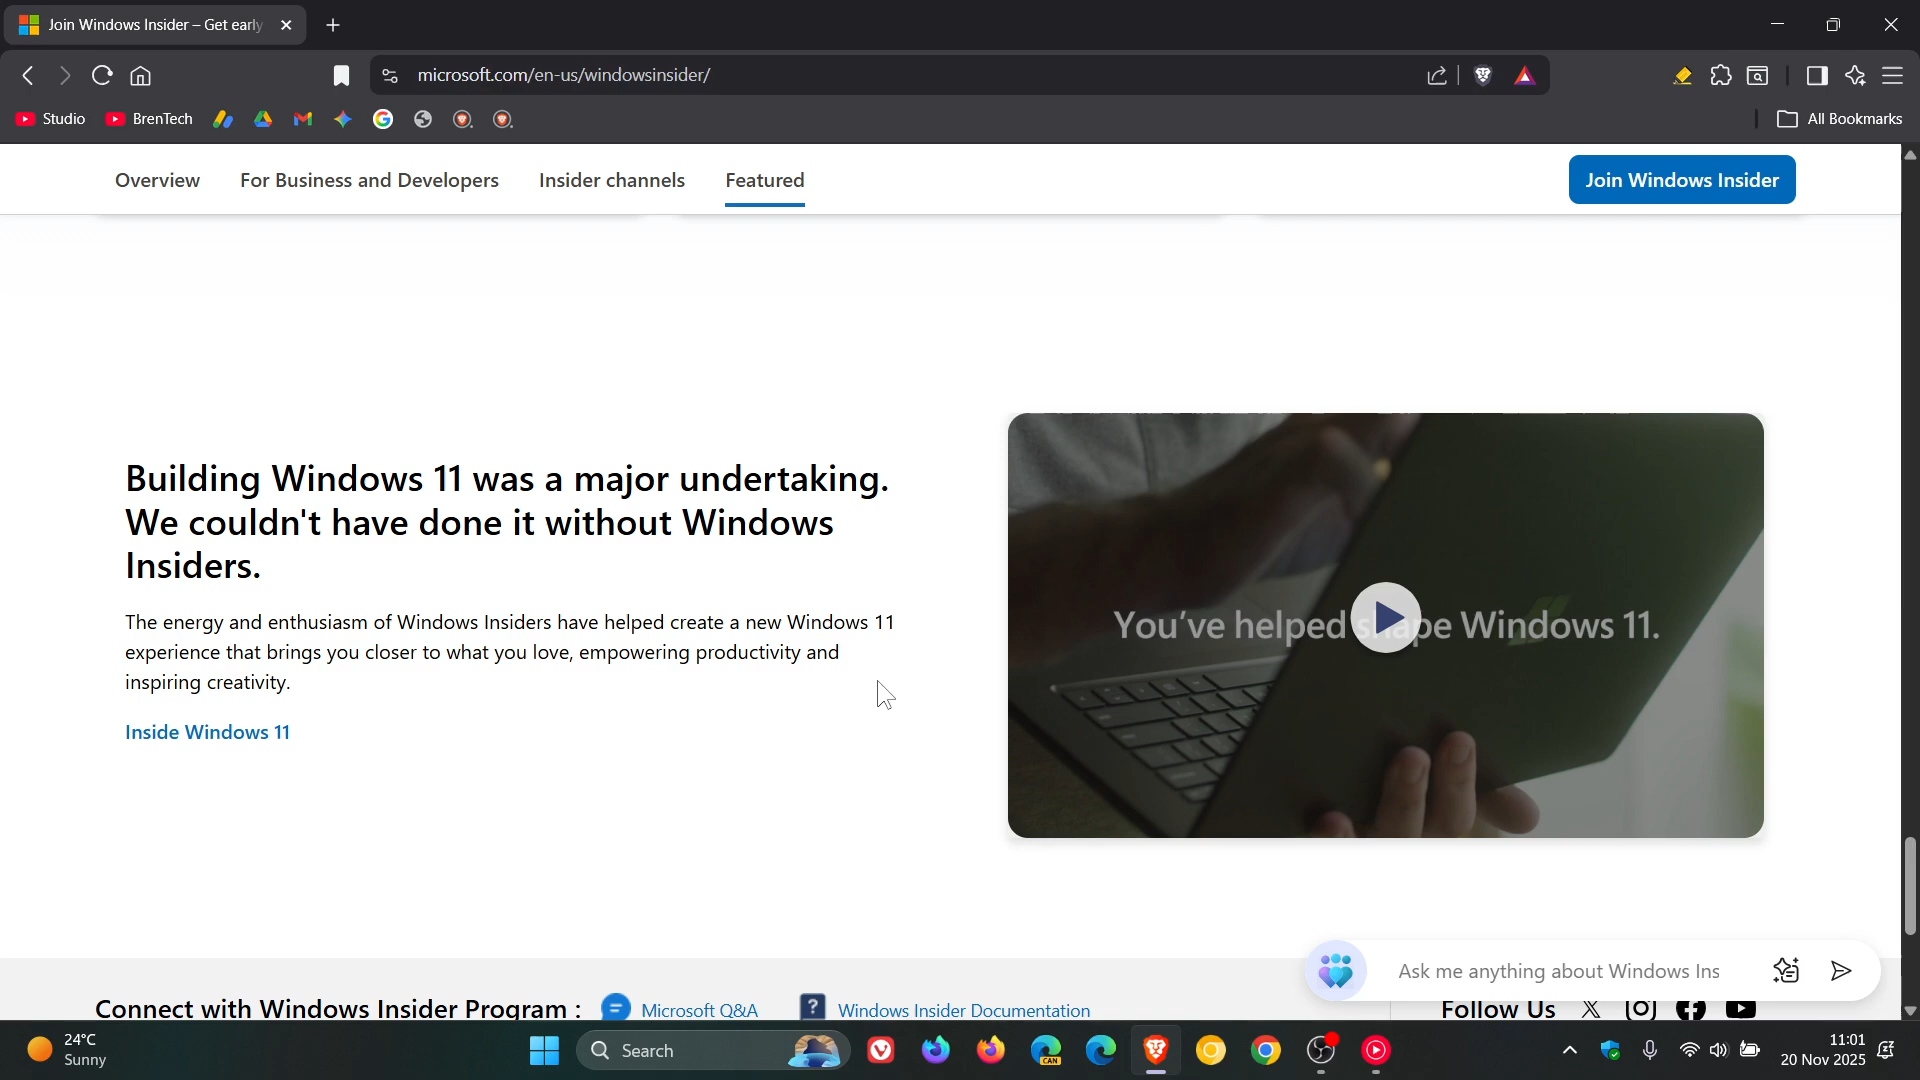 Join Windows Insider – Get early
microsoft.com/en-us/windowsinsider/
Studio
BrenTech
All Bookmarks
Overview
For Business and Developers
Insider channels
Featured
Join Windows Insider
Building Windows 11 was a major undertaking.
We couldn't have done it without Windows
Insiders.
The energy and enthusiasm of Windows Insiders have helped create a new Windows 11
experience that brings you closer to what you love, empowering productivity and
inspiring creativity.
Inside Windows 11
You've helped shape Windows 11.
Ask me anything about Windows Ins
Connect with Windows Insider Program :
Microsoft Q&A
Windows Insider Documentation
Follow Us
24°C
Sunny
Search
CAN
11:01
20 Nov 2025